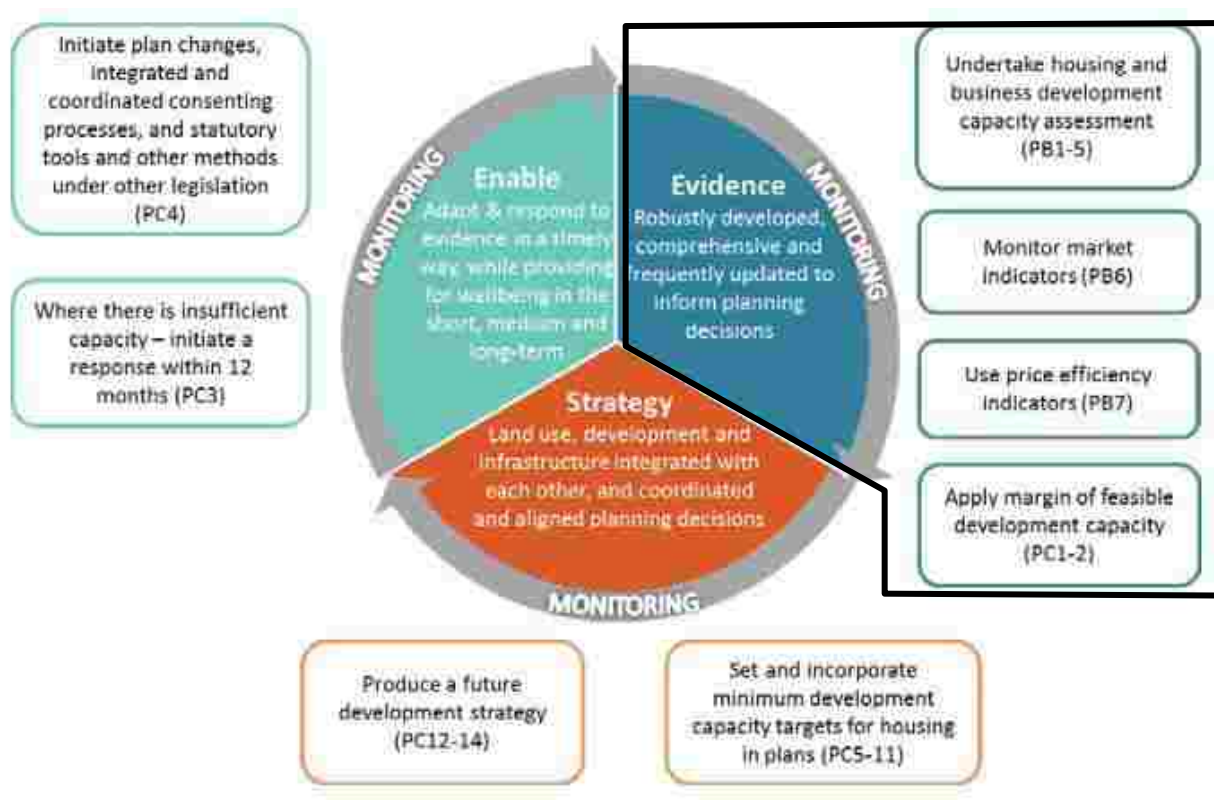 Initiate plan changes,
integrated and
coordinated consenting
processes, and statutory
tools and other methods
under other legislation
(PC4)
Where there is insufficient
capacity – initiate a
response within 12
months (PC3)
MONITORING
Enable
Adapt & respond to
evidence in a timely
way, while providing
for wellbeing in the
short, medium and
long-term
Evidence
Robustly developed,
comprehensive and
frequently updated to
inform planning
decisions
MONITORING
Strategy
Land use, development and
infrastructure integrated with
each other, and coordinated
and aligned planning decisions
MONITORING
Undertake housing and
business development
capacity assessment
(PB1-5)
Monitor market
indicators (PB6)
Use price efficiency
indicators (PB7)
Apply margin of feasible
development capacity
(PC1-2)
Produce a future
development strategy
(PC12-14)
Set and incorporate
minimum development
capacity targets for housing
in plans (PC5-11)